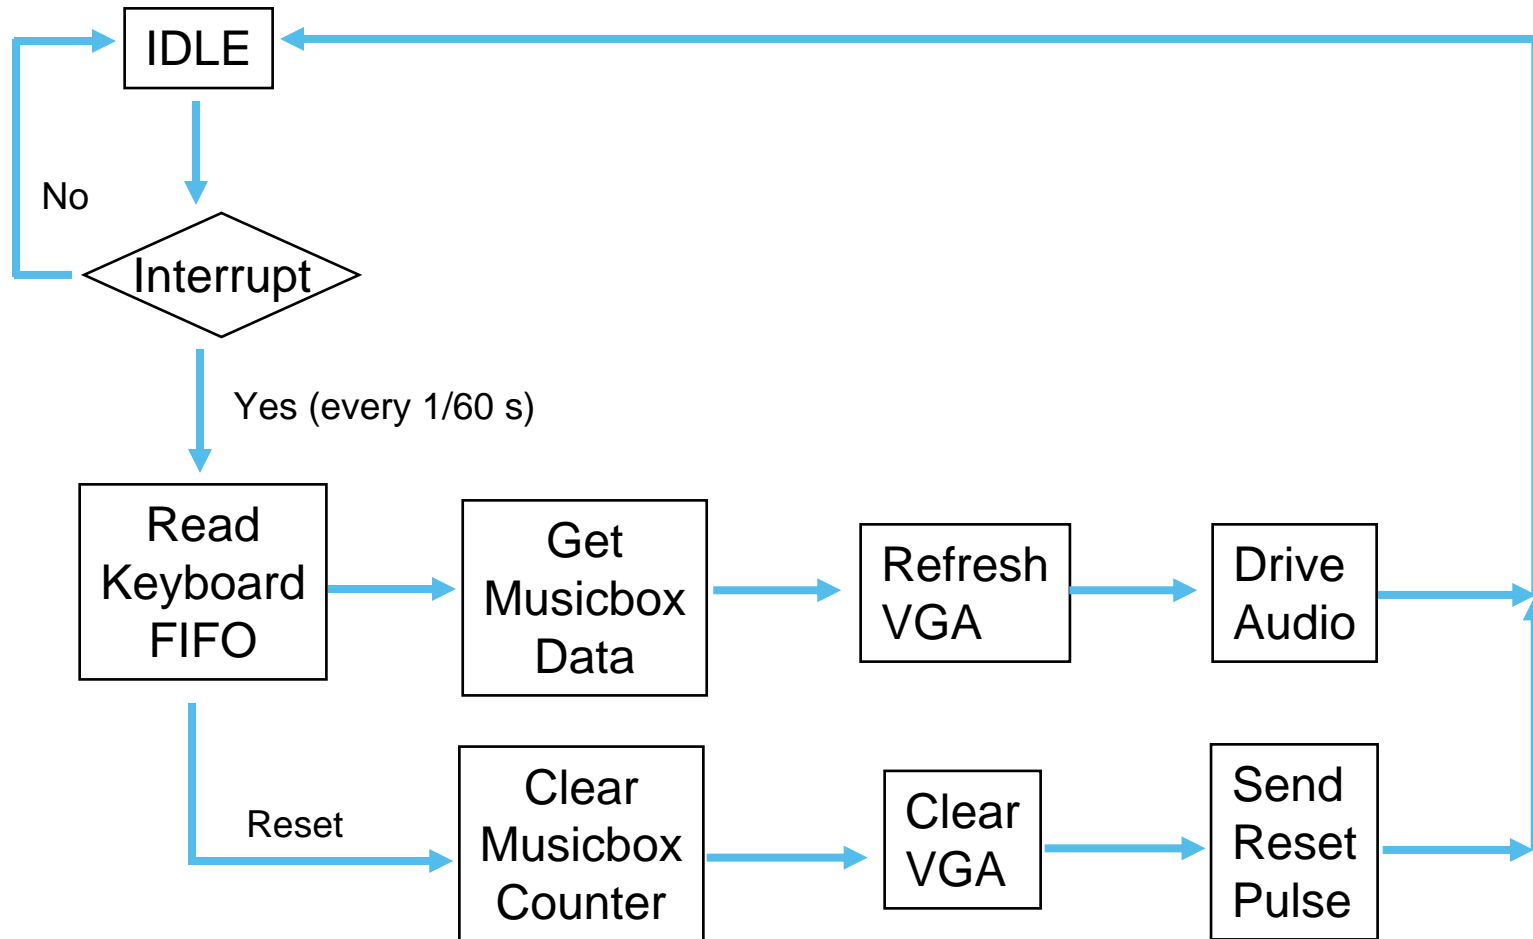 IDLE
No
Interrupt
Yes (every 1/60 s)
Read
Keyboard
FIFO
Get
Musicbox
Data
Refresh
VGA
Drive
Audio
Reset
Clear
Musicbox
Counter
Clear
VGA
Send
Reset
Pulse